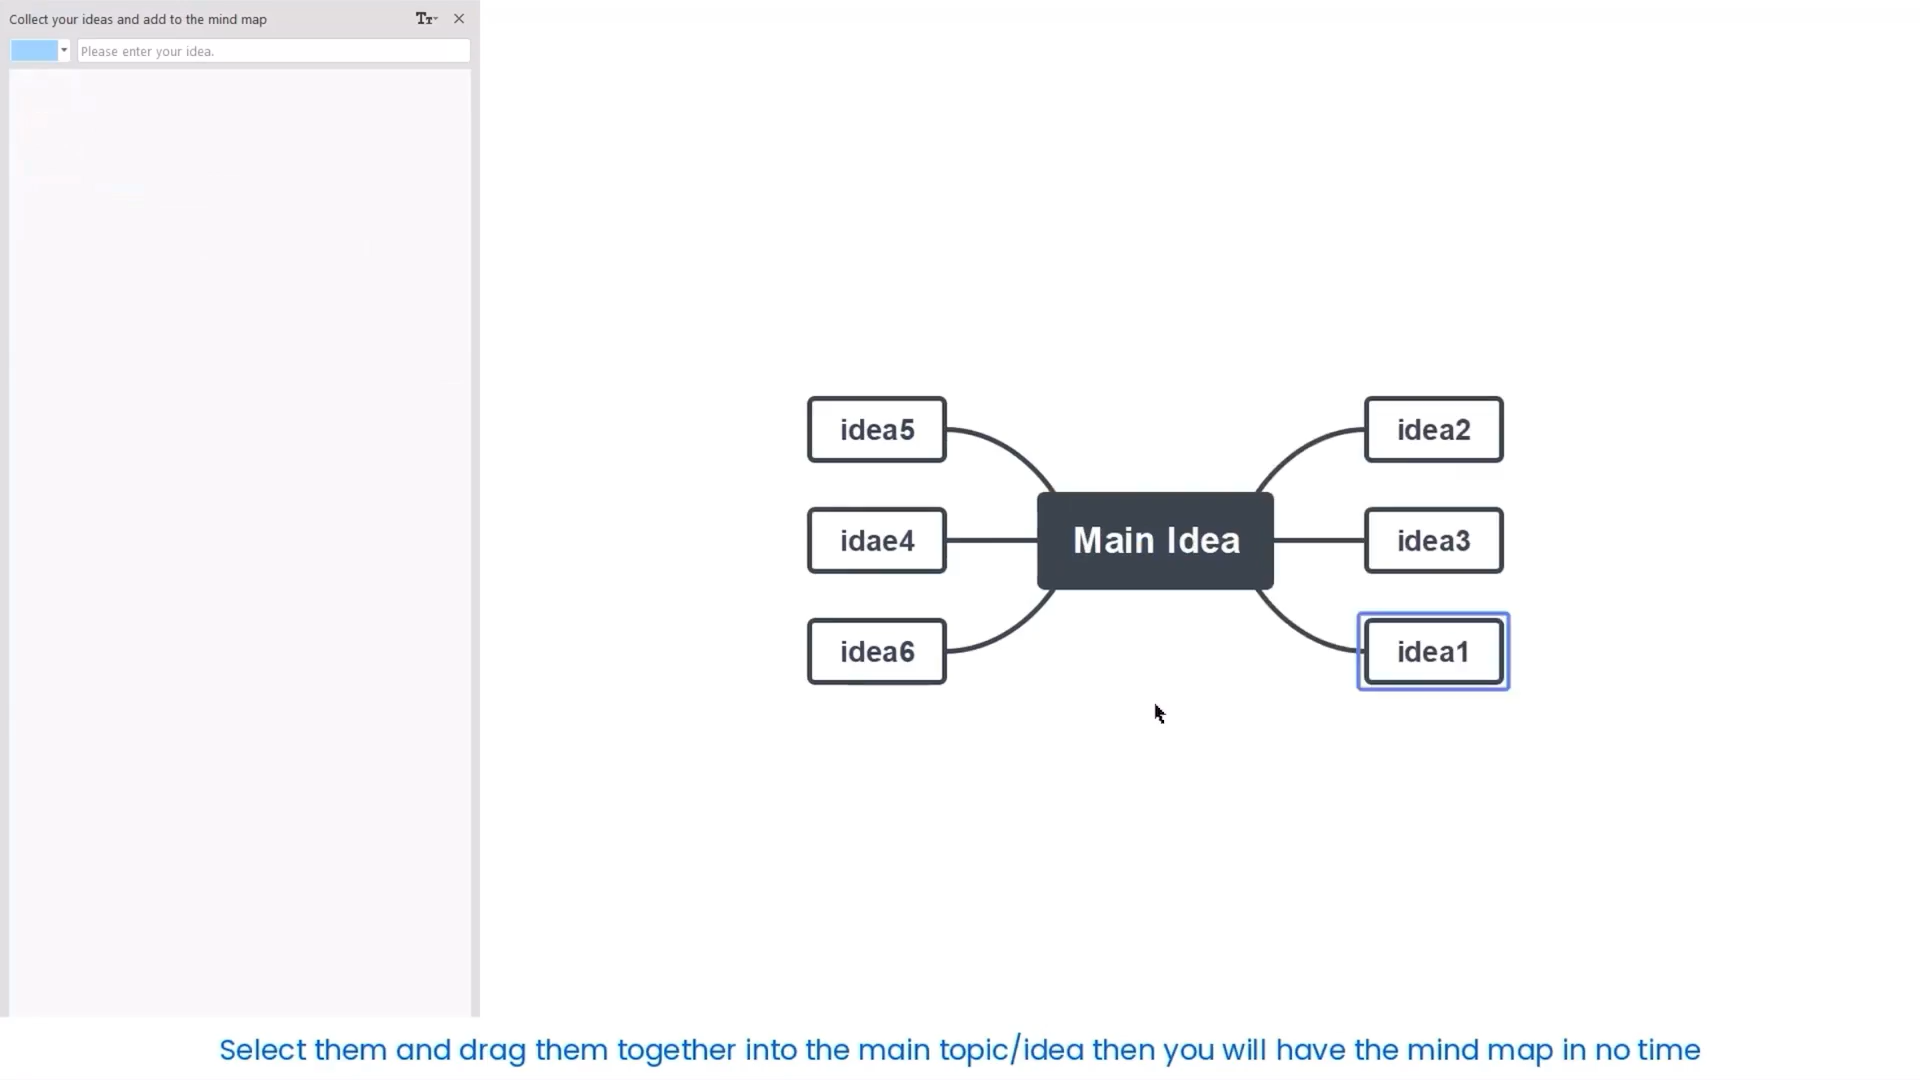 Collect your ideas and add to the mind map
Please enter your idea.
idea5
idea2
idae4
Main Idea
idea3
idea6
idea1
Select them and drag them together into the main topic/idea then you will have the mind map in no time